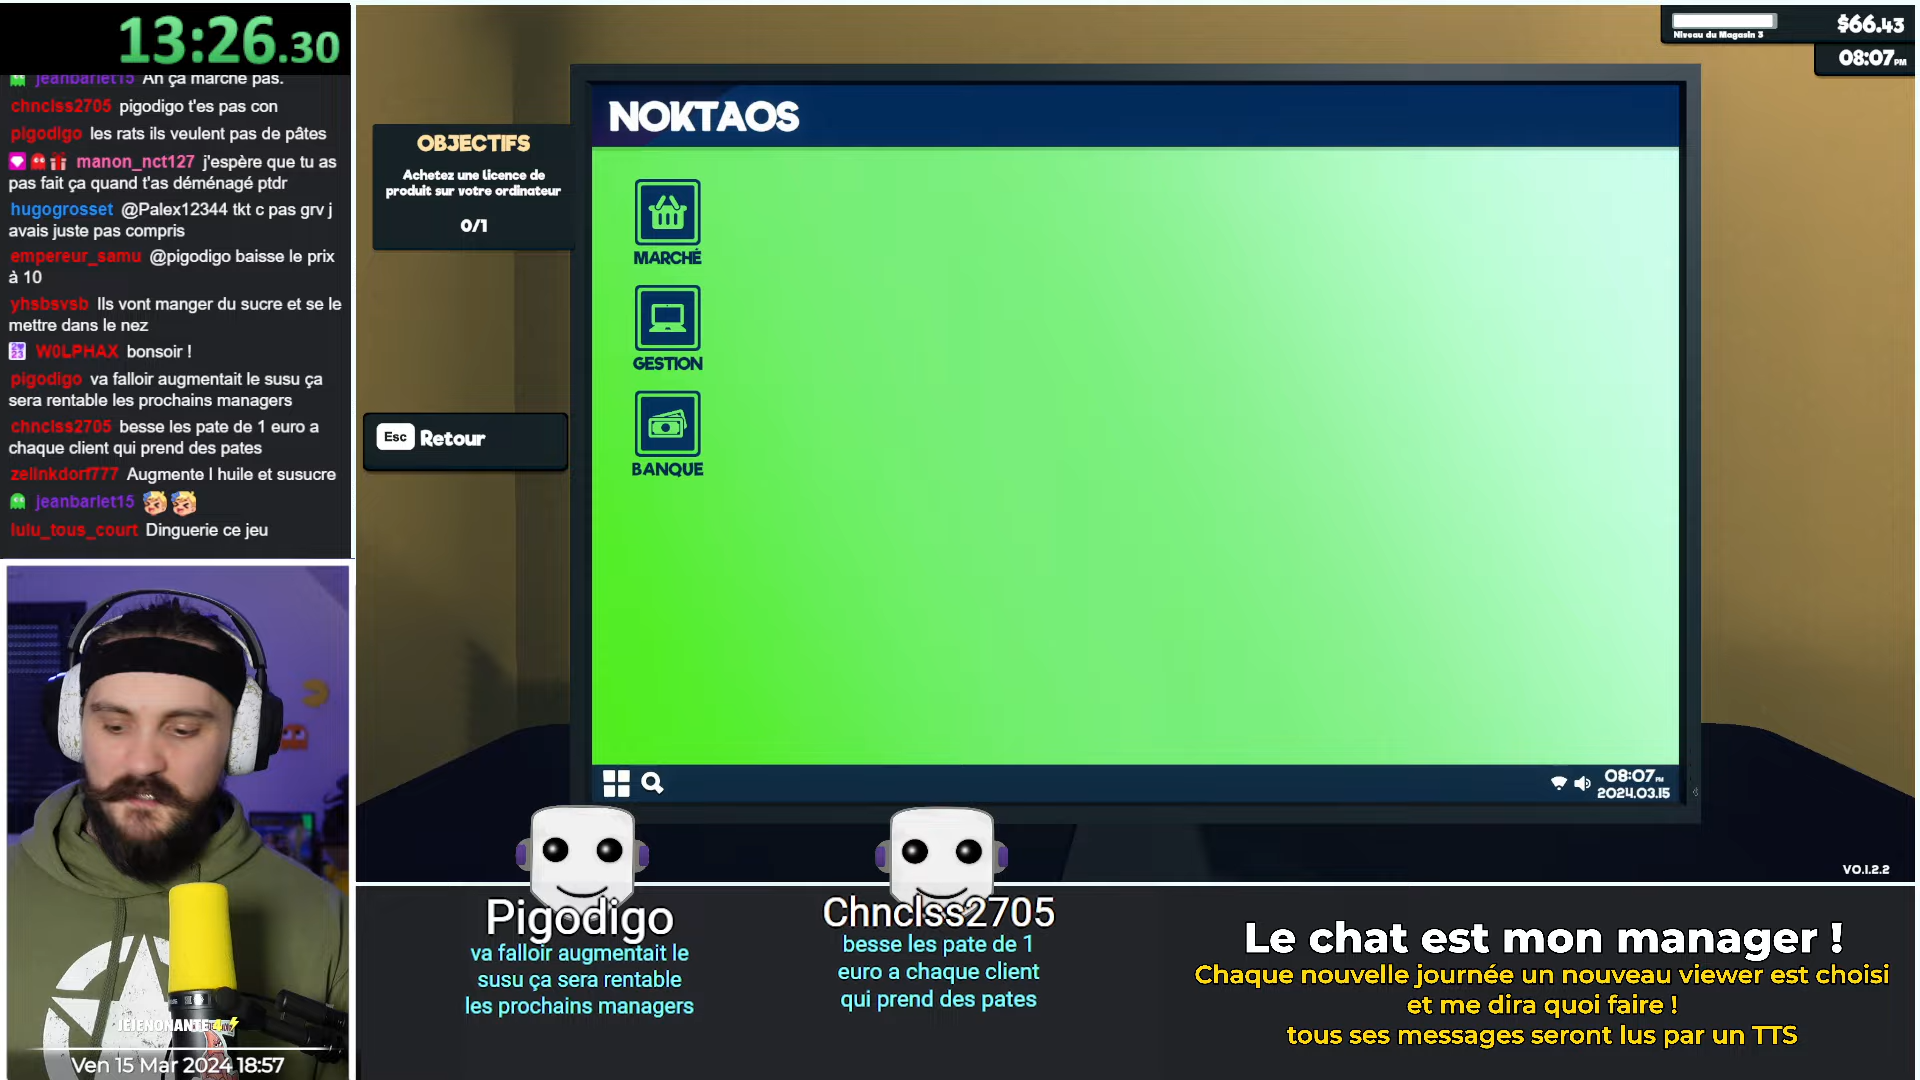 13:26.30
jeanbarlet15 Ah ça marche pas.
chnclss2705 pigodigo t'es pas con
pigodigo les rats ils veulent pas de pâtes
manon_nct127 j'espère que tu as
pas fait ça quand t'as déménagé ptdr
hugogrosset @Palex12344 tkt c pas grv j
avais juste pas compris
empereur_samu @pigodigo baisse le prix
à 10
yhsbsvsb Ils vont manger du sucre et se le
mettre dans le nez
W0LPHAX bonsoir !
pigodigo va falloir augmentait le susu ça
sera rentable les prochains managers
chnclss2705 besse les pate de 1 euro a
chaque client qui prend des pates
zelinkdorf777 Augmente l huile et susucre
jeanbarlet15
lulu_tous_court Dinguerie ce jeu
JEJENONANTE4
Ven 15 Mar 2024 18:57
OBJECTIFS
Achetez une licence de
produit sur votre ordinateur
0/1
Esc Retour
NOKTAOS
MARCHÉ
GESTION
BANQUE
08:07PM
2024.03.15
Niveau du Magasin 3
$66.43
08:07PM
V0.1.2.2
Pigodigo
va falloir augmentait le
susu ça sera rentable
les prochains managers
Chnclss2705
besse les pate de 1
euro a chaque client
qui prend des pates
Le chat est mon manager !
Chaque nouvelle journée un nouveau viewer est choisi
et me dira quoi faire !
tous ses messages seront lus par un TTS